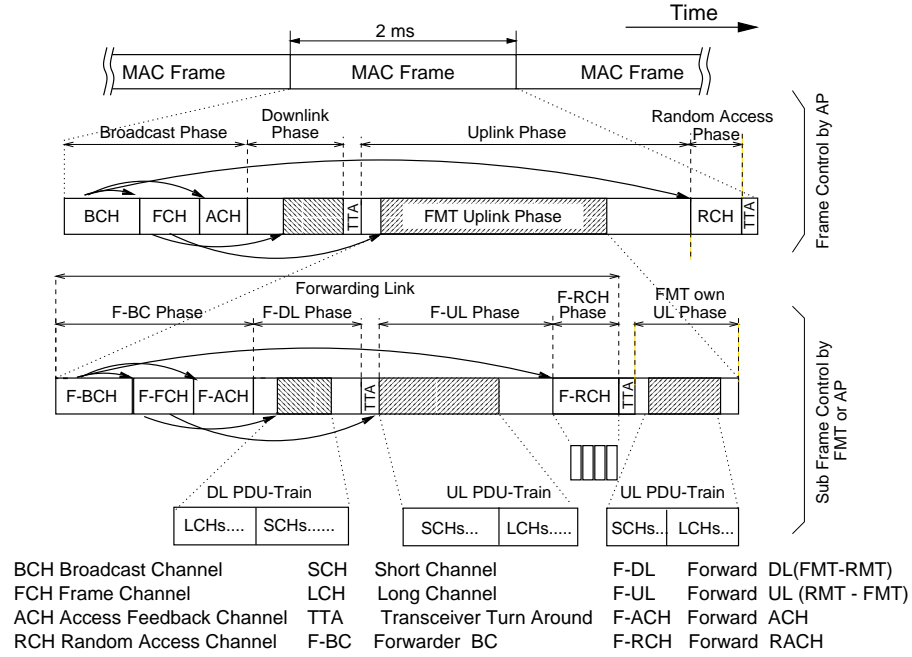 Time
2 ms
MAC Frame MAC Frame MAC Frame
Broadcast Phase Downlink Phase Uplink Phase Random Access Phase
BCH FCH ACH TTA FMT Uplink Phase RCH TTA
Frame Control by AP
Forwarding Link
F-BC Phase F-DL Phase F-UL Phase F-RCH Phase FMT own UL Phase
F-BCH F-FCH F-ACH TTA F-RCH TTA
Sub Frame Control by FMT or AP
DL PDU-Train UL PDU-Train UL PDU-Train
LCHs.... SCHs...... SCHs... LCHs..... SCHs... LCHs...
BCH Broadcast Channel SCH Short Channel F-DL Forward DL(FMT-RMT)
FCH Frame Channel LCH Long Channel F-UL Forward UL (RMT - FMT)
ACH Access Feedback Channel TTA Transceiver Turn Around F-ACH Forward ACH
RCH Random Access Channel F-BC Forwarder BC F-RCH Forward RACH